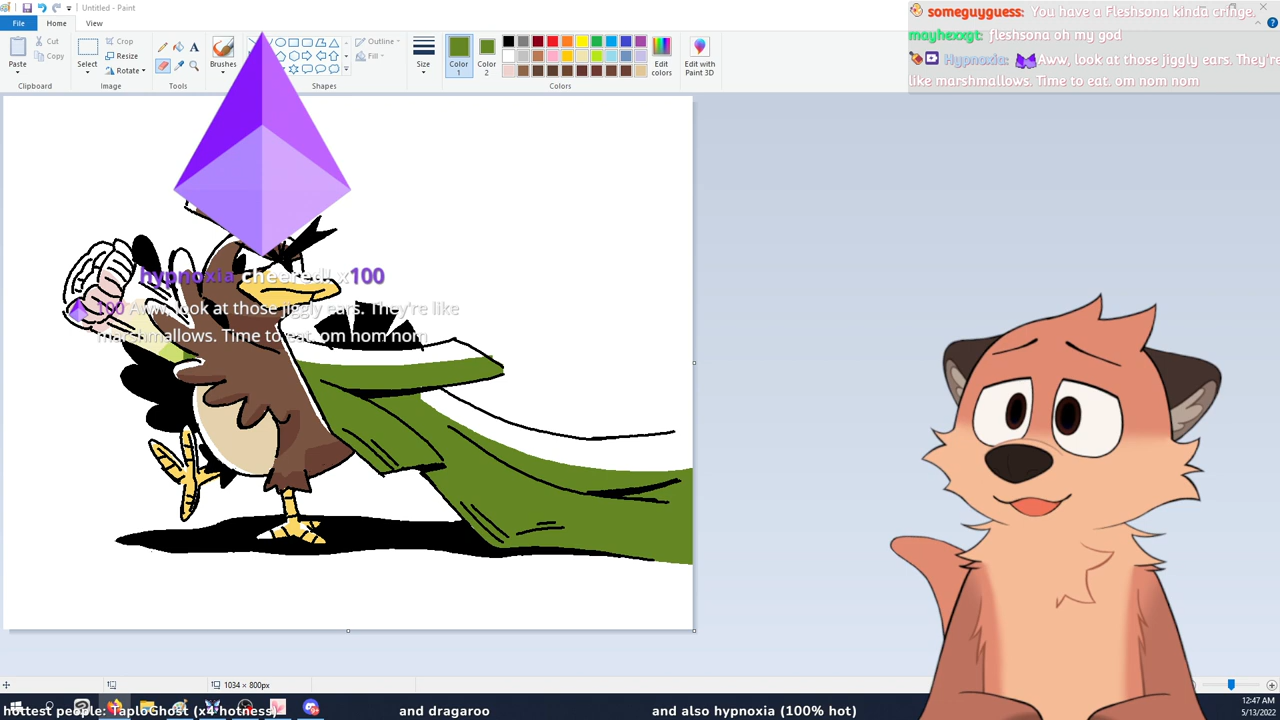 Untitled - Paint
File
Home
View
Paste
Cut
Copy
Clipboard
Select
Crop
Resize
Rotate
Image
A
Tools
Brushes
Outline
Fill
Shapes
Size
Color
1
Color
2
Colors
Edit
colors
Edit with
Paint 3D
someguyguess: You have a Fleshsona kinda cringe.
mayhexxgt: fleshsona oh my god
Hypnoxia: Aww, look at those jiggly ears. They're
like marshmallows. Time to eat. om nom nom
hypnoxia cheered! x100
100 Aww, look at those jiggly ears. They're like
marshmallows. Time to eat. om nom nom
1034 × 800px
12:47 AM
5/13/2022
hottest people: TaploGhost (x4 hotness)
and dragaroo
and also hypnoxia (100% hot)